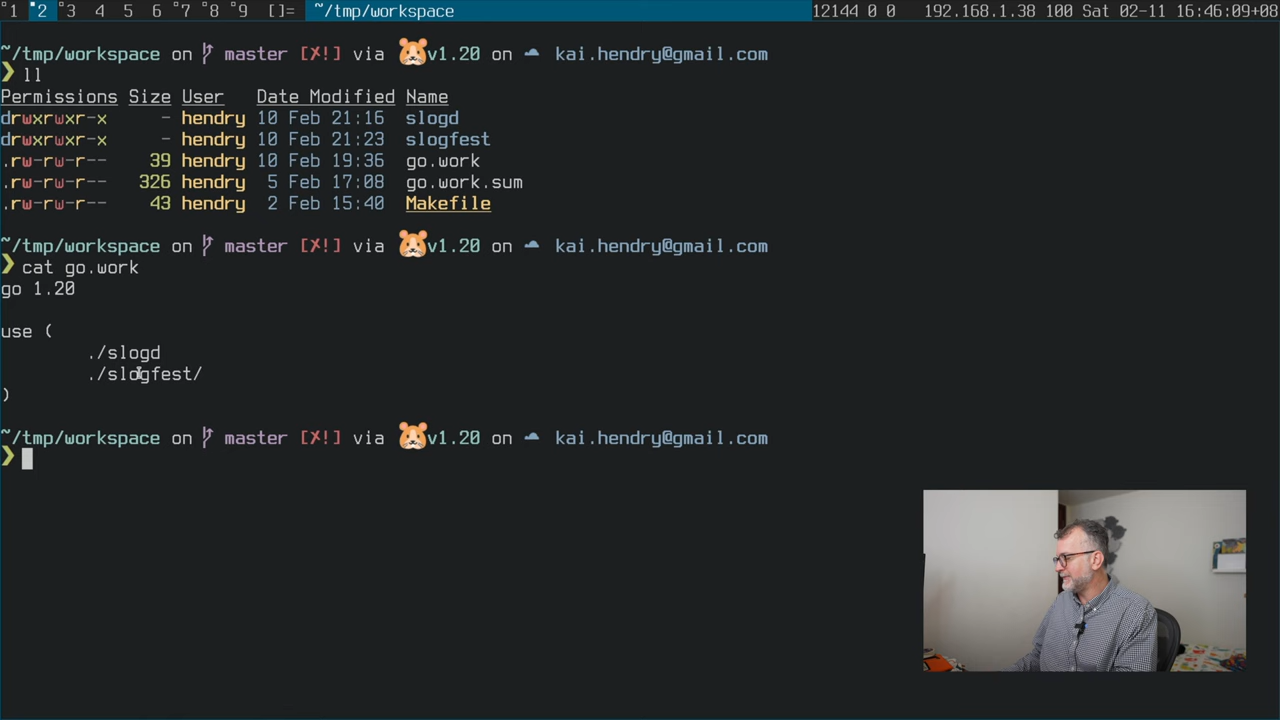 1 2 3 4 5 6 7 8 9 []= ~/tmp/workspace 12144 0 0 192.168.1.38 100 Sat 02-11 16:46:09+08
~/tmp/workspace on master [✗!] via 🐹v1.20 on ☁ kai.hendry@gmail.com
❯ ll
Permissions Size User Date Modified Name
drwxrwxr-x - hendry 10 Feb 21:16 slogd
drwxrwxr-x - hendry 10 Feb 21:23 slogfest
.rw-rw-r-- 39 hendry 10 Feb 19:36 go.work
.rw-rw-r-- 326 hendry 5 Feb 17:08 go.work.sum
.rw-rw-r-- 43 hendry 2 Feb 15:40 Makefile
~/tmp/workspace on master [✗!] via 🐹v1.20 on ☁ kai.hendry@gmail.com
❯ cat go.work
go 1.20
use (
./slogd
./slogfest/
)
~/tmp/workspace on master [✗!] via 🐹v1.20 on ☁ kai.hendry@gmail.com
❯